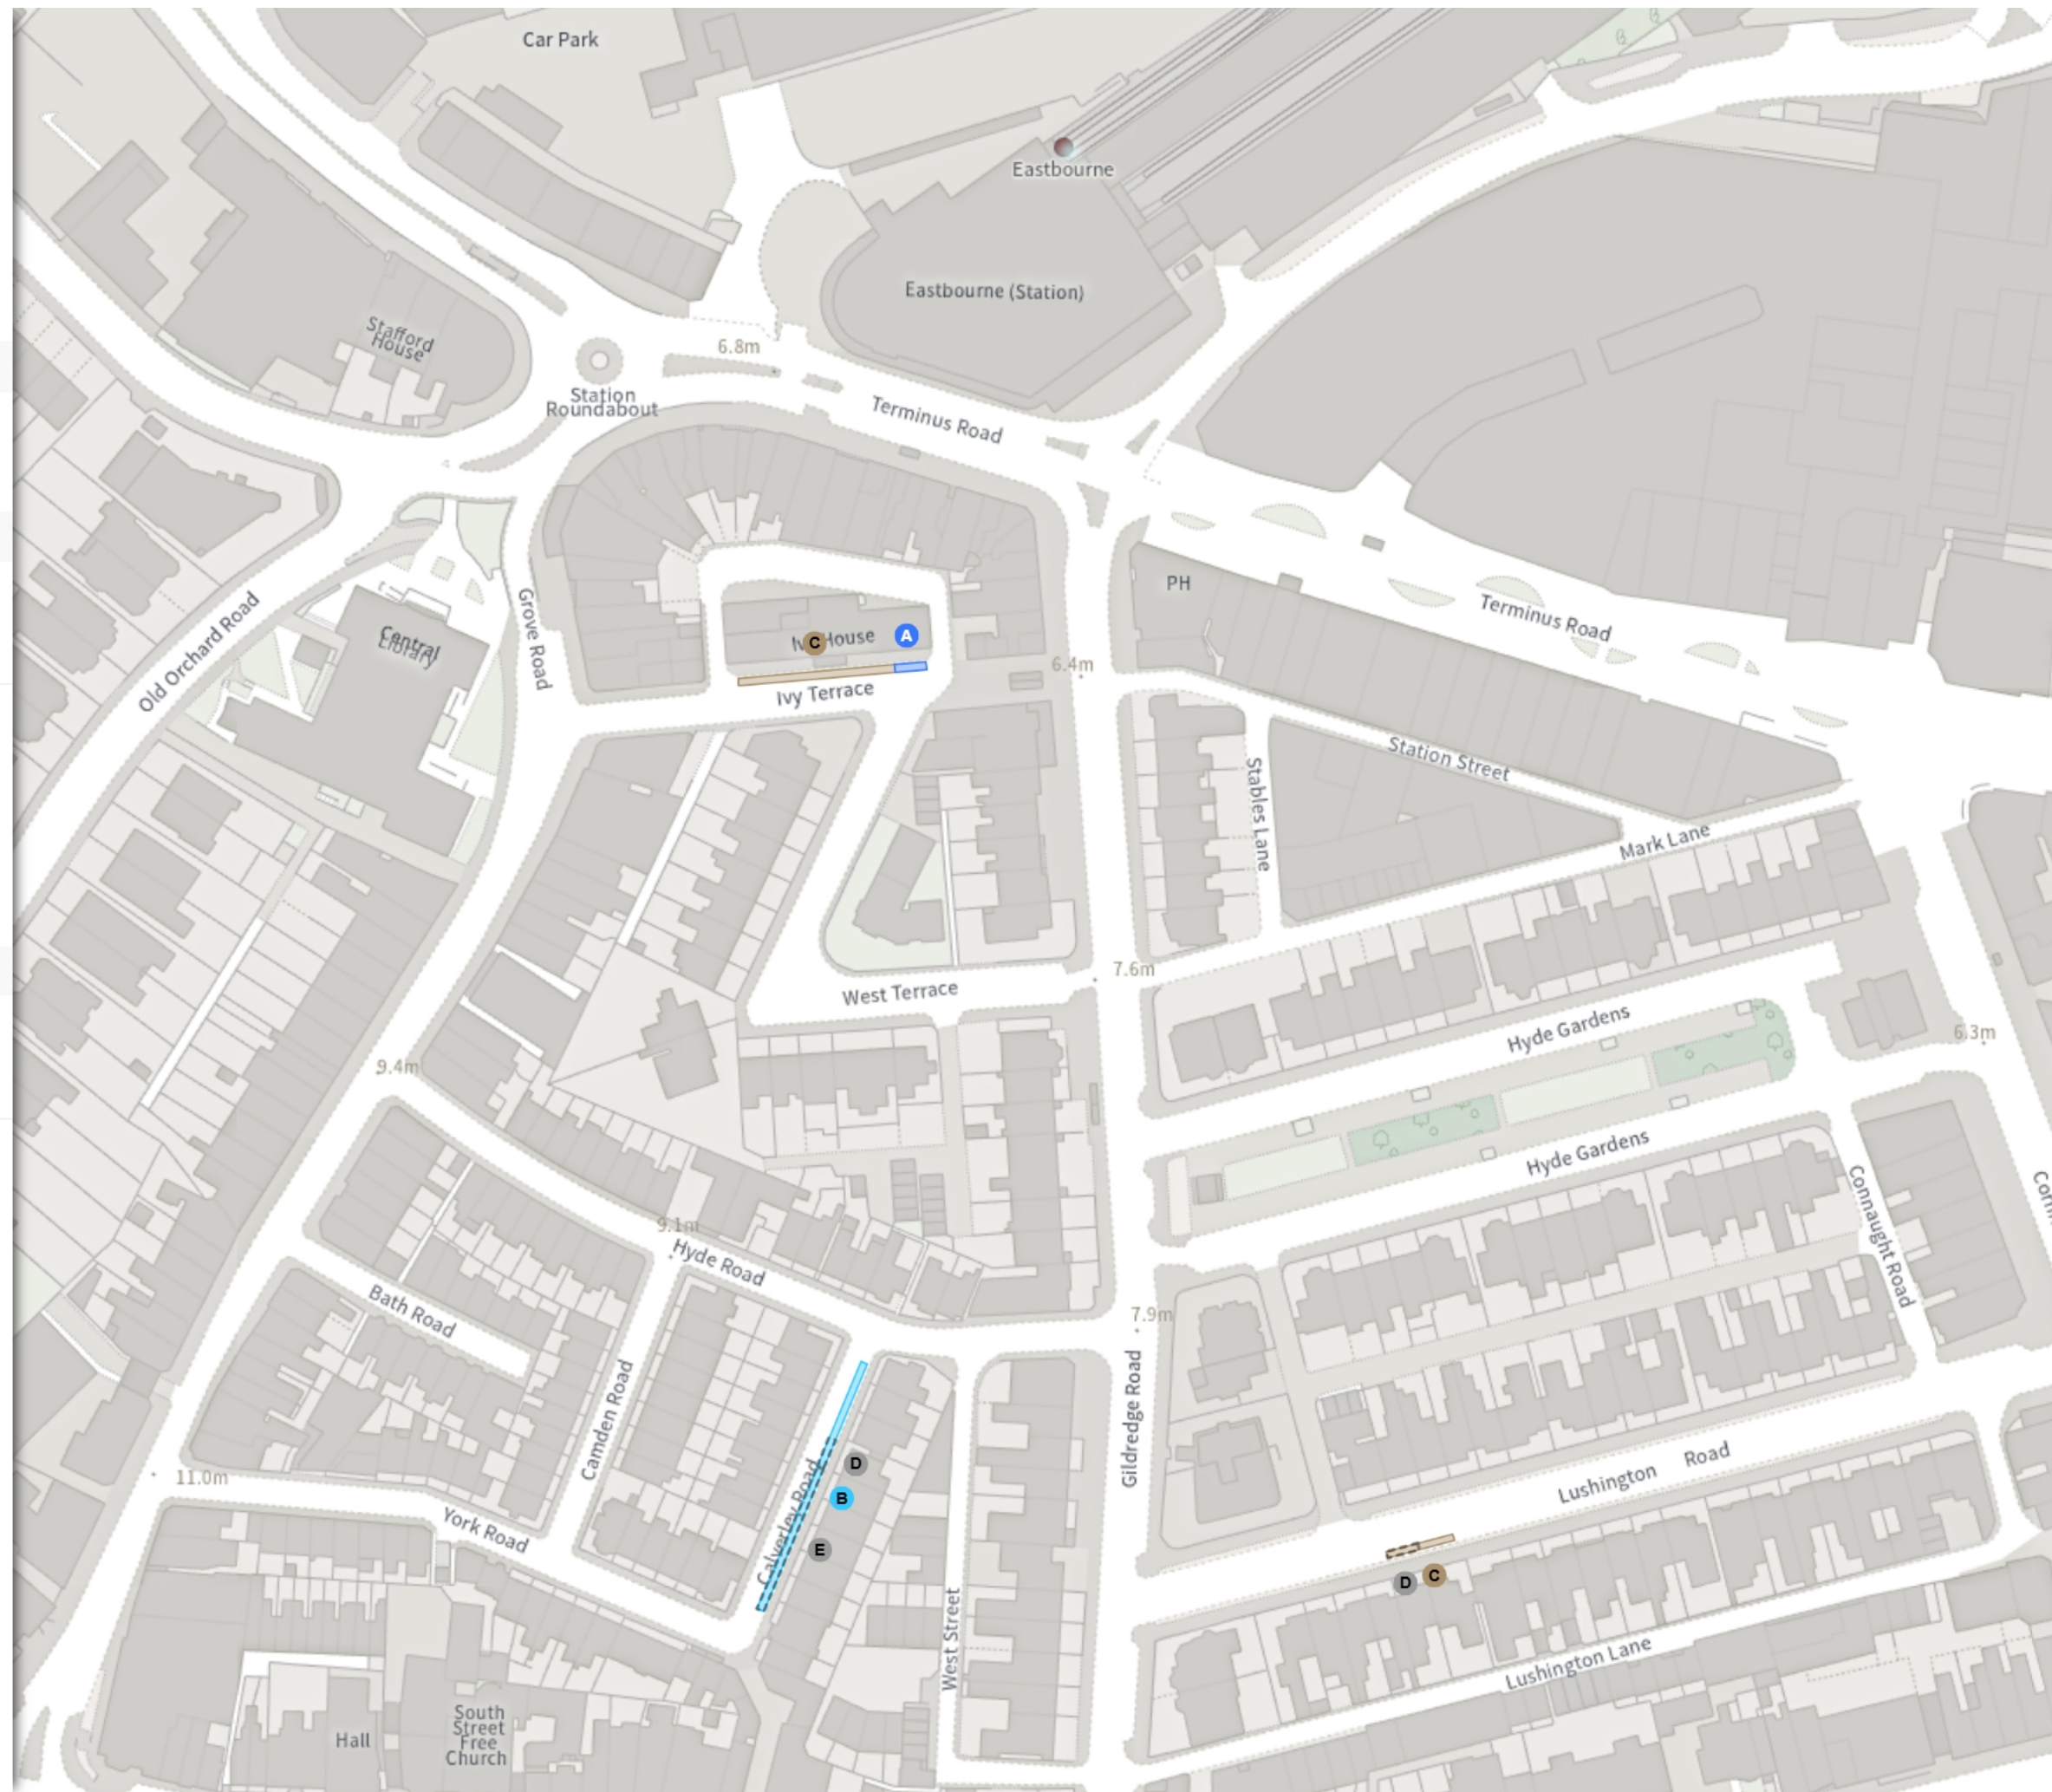 Car Park
Eastbourne
Eastbourne (Station)
Stafford
House
6.8m
Station
Roundabout
Terminus Road
PH
Terminus Road
Old Orchard Road
Central
Library
Grove Road
C
House
A
Ivy Terrace
6.4m
Station Street
Stables Lane
Mark Lane
7.6m
West Terrace
Hyde Gardens
6.3m
9.4m
Hyde Gardens
Connaught Road
9.1m
Hyde Road
Bath Road
7.9m
Camden Road
Gildredge Road
Calverley Road
D
B
E
Lushington Road
11.0m
York Road
D
C
West Street
Lushington Lane
South
Street
Free
Church
Hall